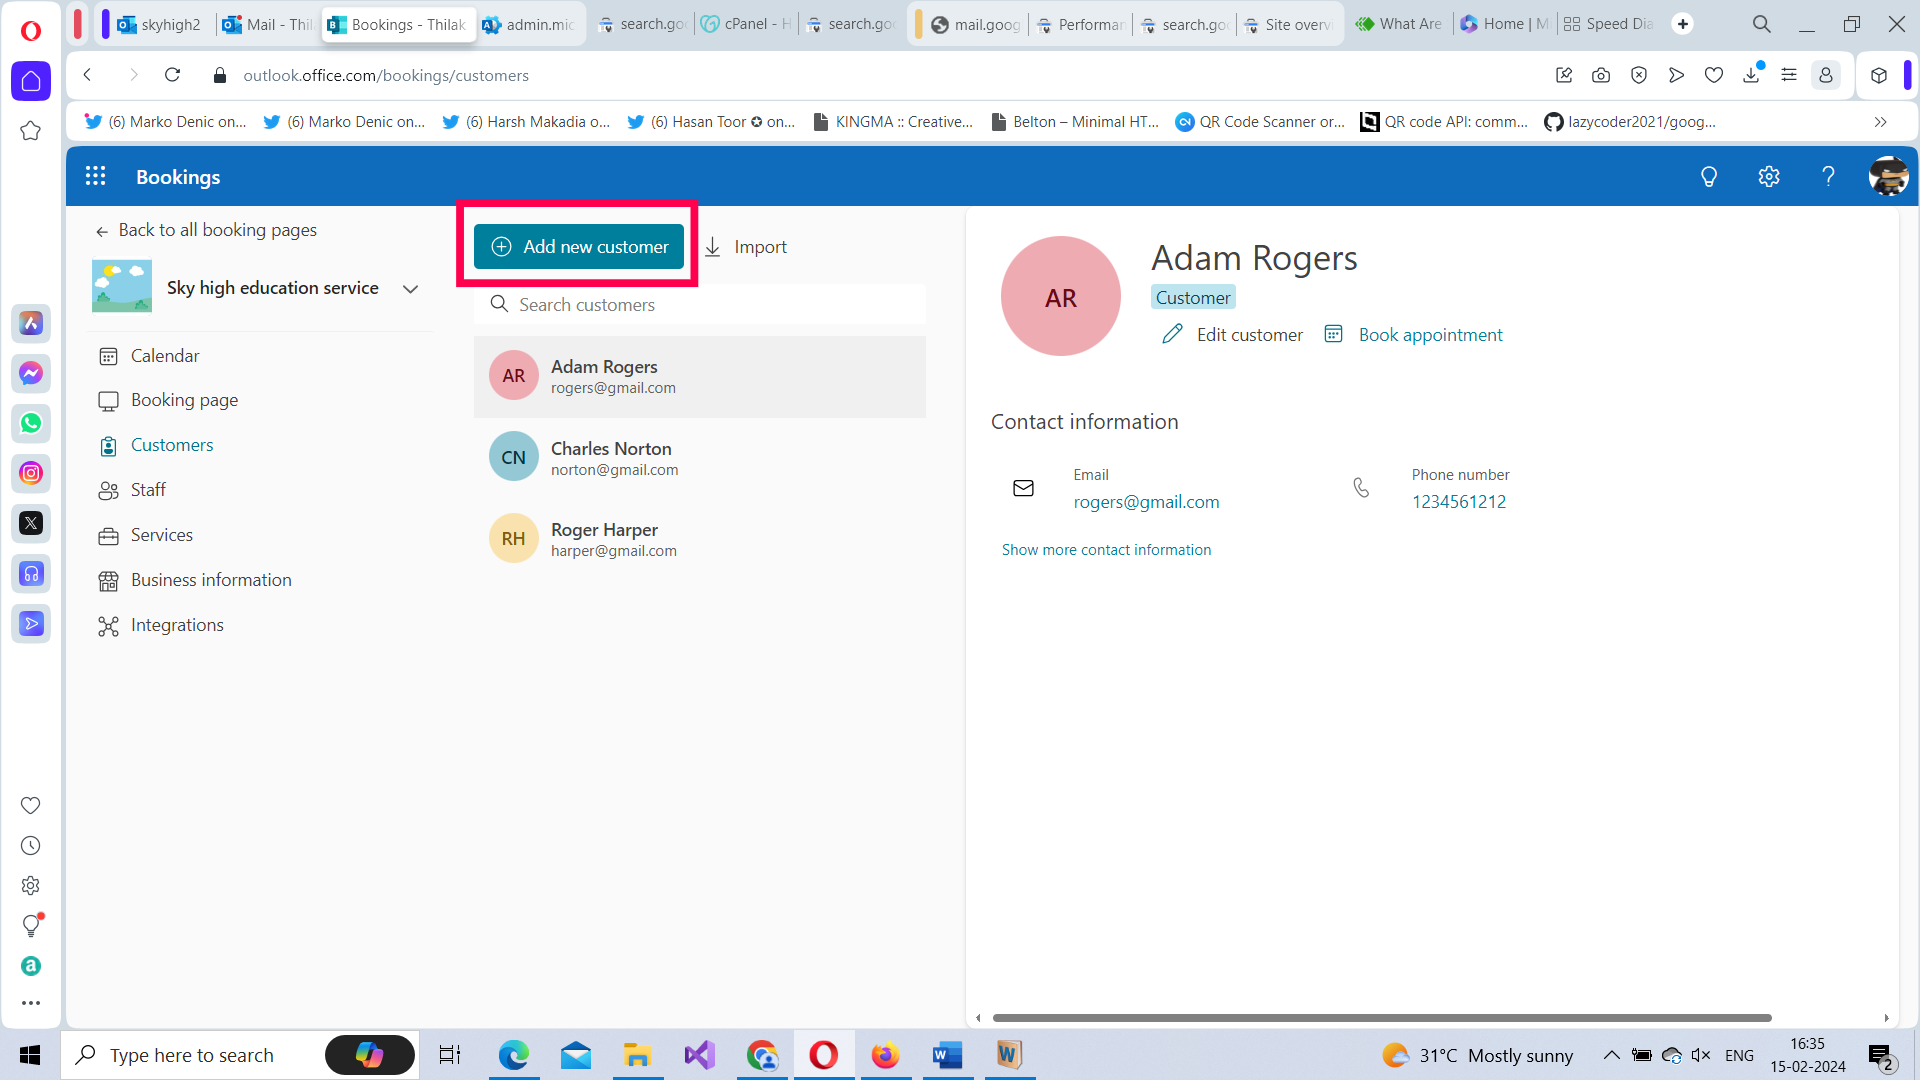 skyhigh2
Mail - Thil
Bookings - Thilak
admin.mic
search.goo
cPanel - H
search.goo
mail.goog
Performan
search.goo
Site overvi
What Are
Home | M
Speed Dia
outlook.office.com/bookings/customers
(6) Marko Denic on...
(6) Marko Denic on...
(6) Harsh Makadia o...
(6) Hasan Toor ✪ on...
KINGMA :: Creative...
Belton – Minimal HT...
QR Code Scanner or...
QR code API: comm...
lazycoder2021/goog...
Bookings
Back to all booking pages
Sky high education service
Calendar
Booking page
Customers
Staff
Services
Business information
Integrations
Add new customer
Import
Search customers
AR
Adam Rogers
rogers@gmail.com
CN
Charles Norton
norton@gmail.com
RH
Roger Harper
harper@gmail.com
AR
Adam Rogers
Customer
Edit customer
Book appointment
Contact information
Email
rogers@gmail.com
Phone number
1234561212
Show more contact information
Type here to search
31°C Mostly sunny
ENG
16:35
15-02-2024
2